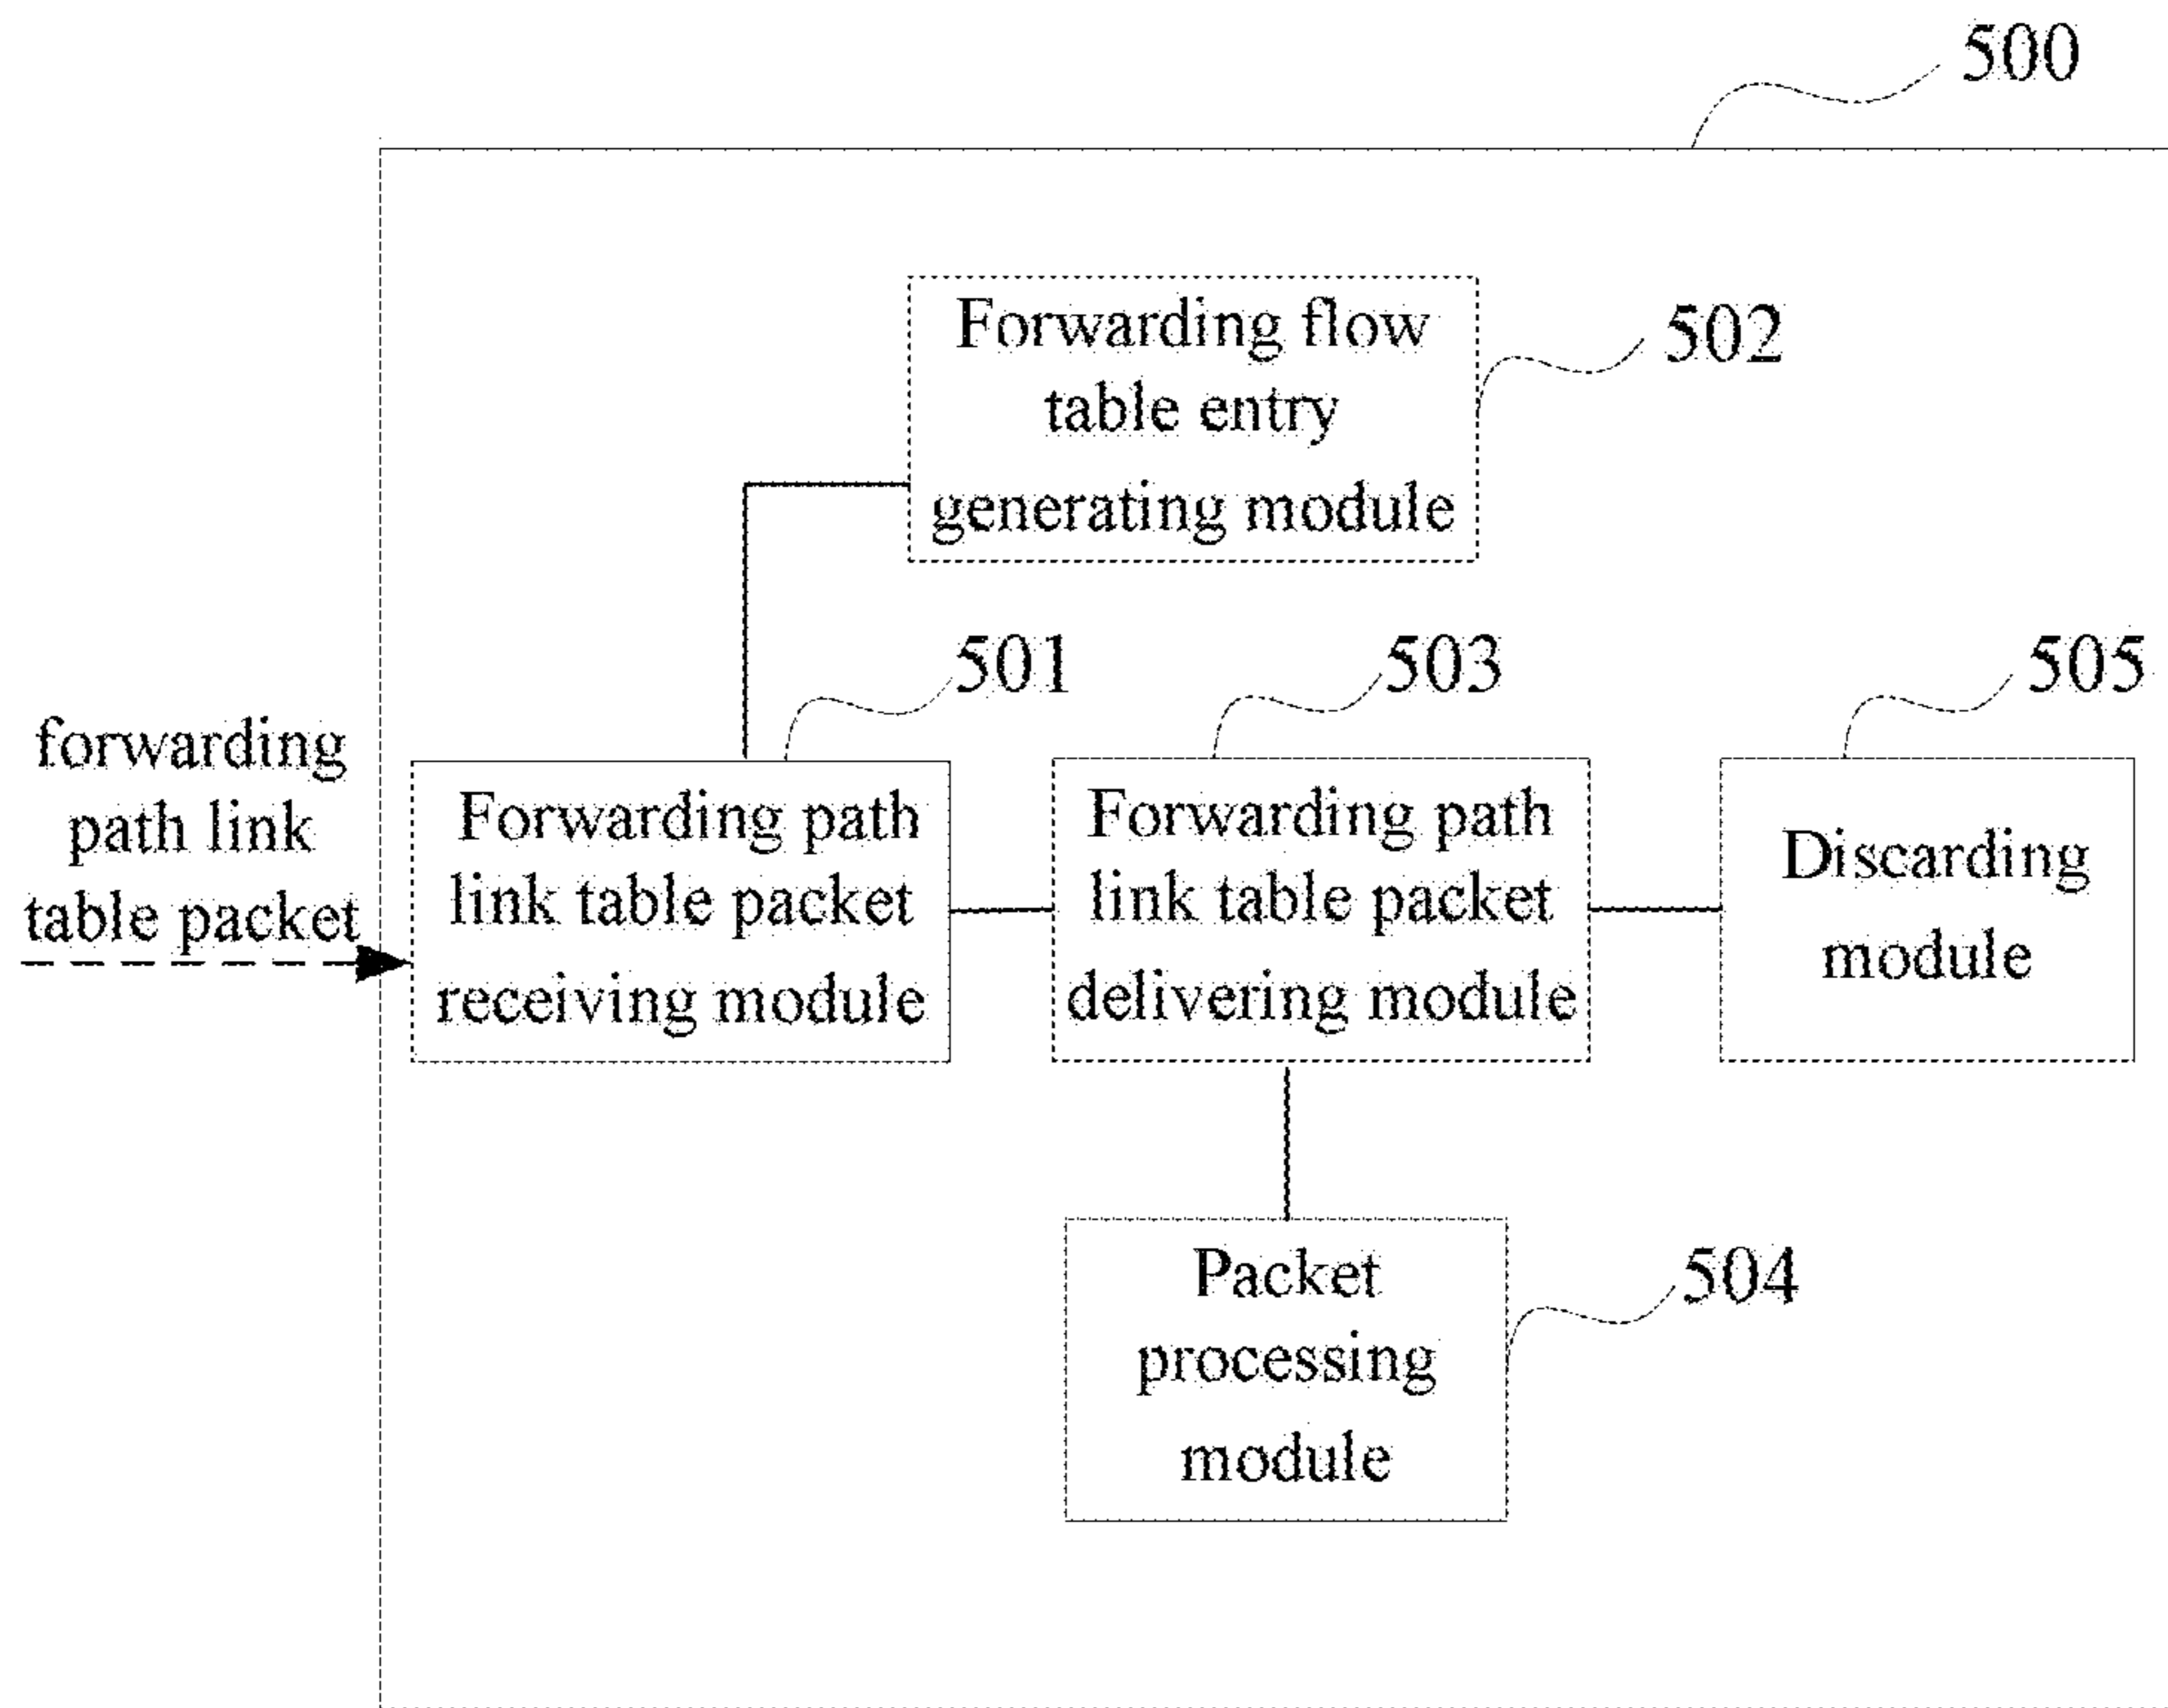 500
Forwarding flow
table entry
generating module
502
501
503
505
forwarding
path link
table packet
Forwarding path
link table packet
receiving module
Forwarding path
link table packet
delivering module
Discarding
module
Packet
processing
module
504